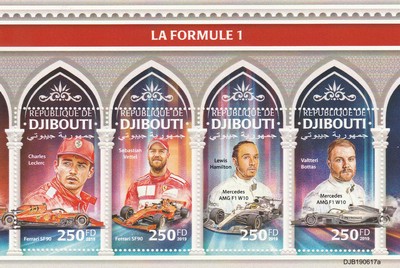 LA FORMULE 1
REPUBLIQUE DE
DJIBOUTI
جمهورية جيبوتي
Charles
Leclerc
Ferrari SF90
250 FD
2019
REPUBLIQUE DE
DJIBOUTI
جمهورية جيبوتي
Sebastian
Vettel
Ferrari SF90
250 FD
2019
REPUBLIQUE DE
DJIBOUTI
جمهورية جيبوتي
Lewis
Hamilton
Mercedes
AMG F1 W10
250 FD
2019
REPUBLIQUE DE
DJIBOUTI
جمهورية جيبوتي
Valtteri
Bottas
Mercedes
AMG F1 W10
250 FD
2019
DJB190617a